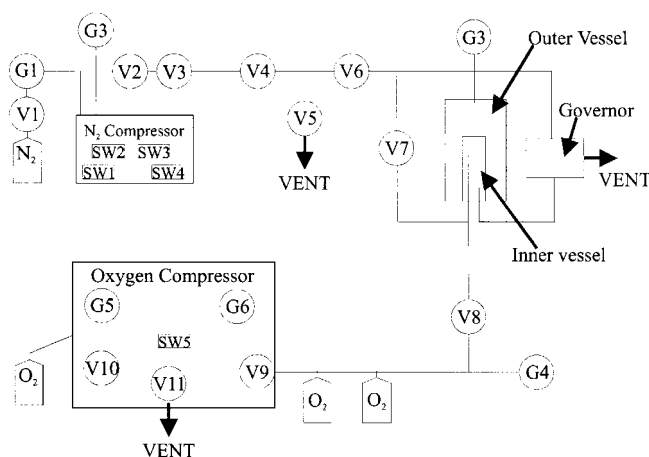 G3
G3
Outer Vessel
G1
V2
V3
V4
V6
Governor
V1
N₂ Compressor
V5
V7
N₂
SW2
SW3
SW1
SW4
VENT
VENT
Inner vessel
Oxygen Compressor
G5
G6
V8
SW5
V10
V9
G4
O₂
V11
O₂
O₂
VENT